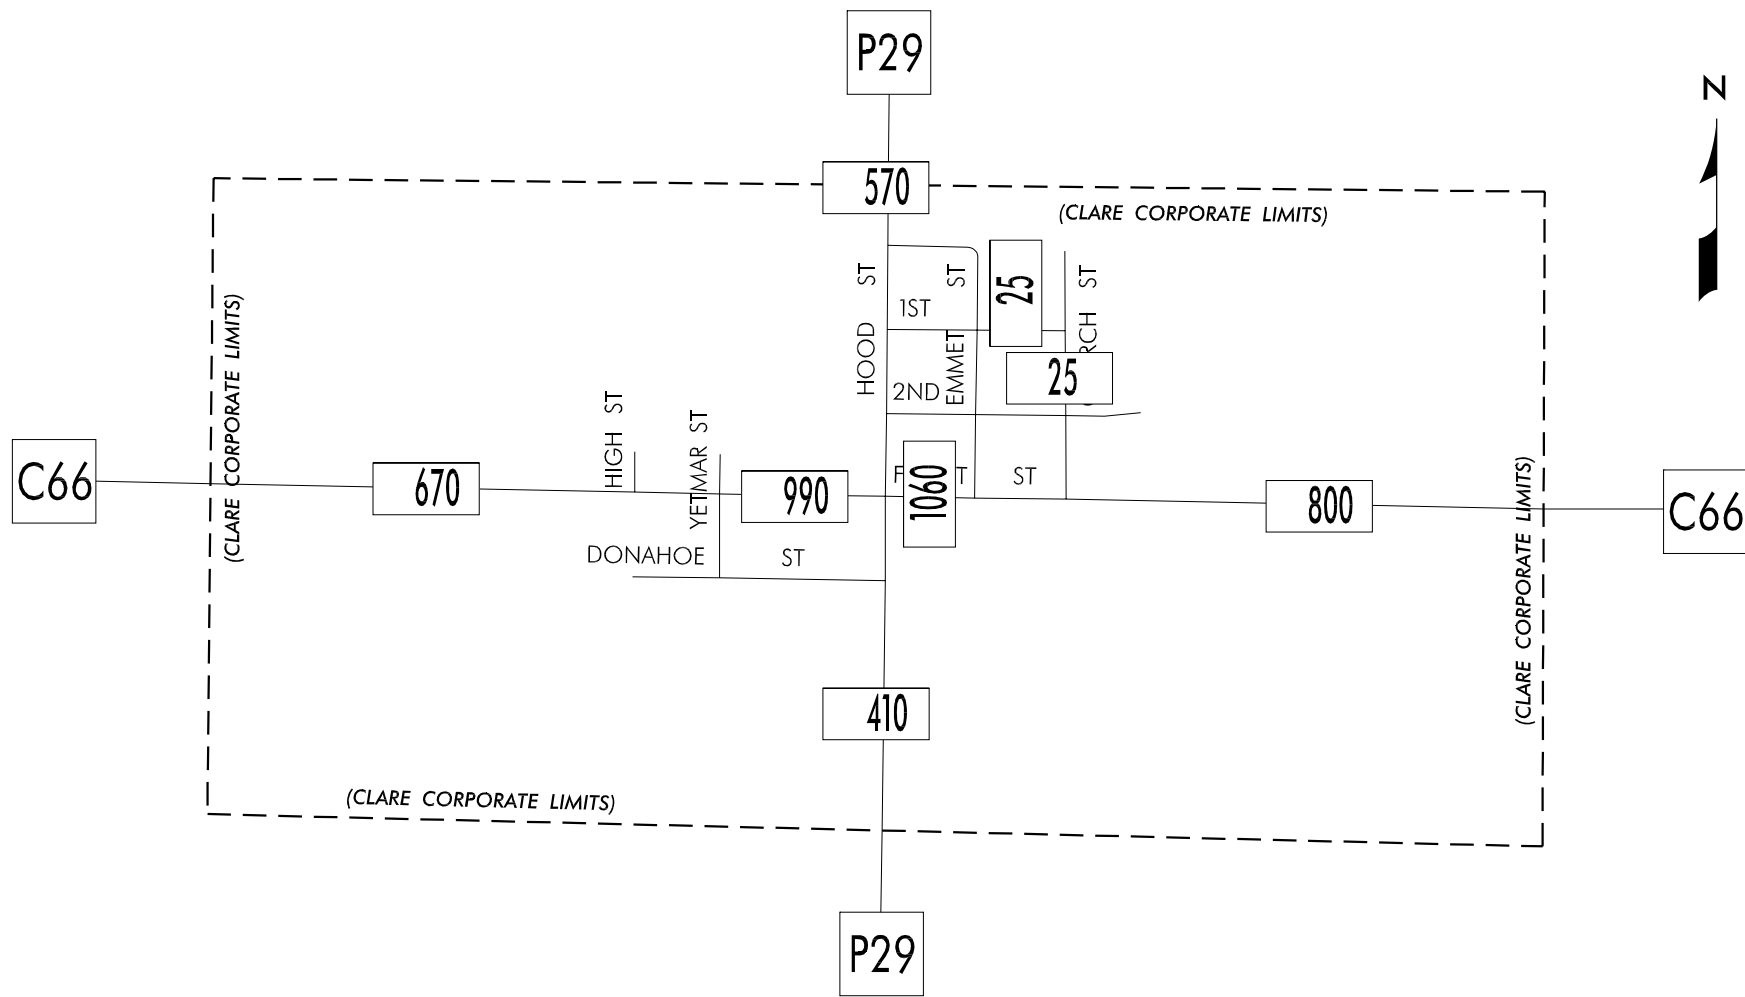 P29
N
570
(CLARE CORPORATE LIMITS)
HOOD ST
1ST
EMMET ST
25
ST
25
2ND
(CLARE CORPORATE LIMITS)
HIGH ST
YETMAR ST
C66
670
990
1060
ST
800
C66
(CLARE CORPORATE LIMITS)
DONAHOE ST
410
(CLARE CORPORATE LIMITS)
P29